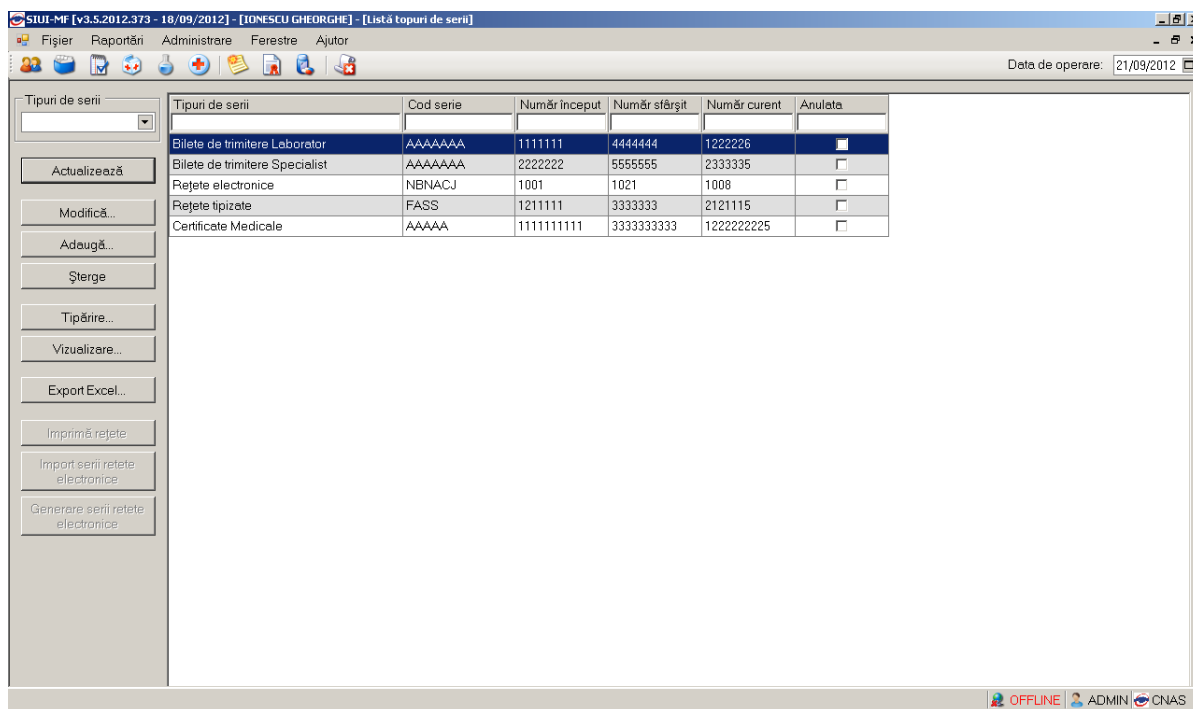 SIUI-MF [v3.5.2012.373 - 18/09/2012] - [IONESCU GHEORGHE] - [Listă topuri de serii]
Fişier Raportări Administrare Ferestre Ajutor
Data de operare: 21/09/2012
Tipuri de serii
Actualizează
Modifică...
Adaugă...
Şterge
Tipărire...
Vizualizare...
Export Excel...
Imprimă reţete
Import serii retete
electronice
Generare serii retete
electronice
Tipuri de serii Cod serie Număr început Număr sfârşit Număr curent Anulata
Bilete de trimitere Laborator AAAAAAA 1111111 4444444 1222226
Bilete de trimitere Specialist AAAAAAA 2222222 5555555 2333335
Reţete electronice NBNACJ 1001 1021 1008
Reţete tipizate FASS 1211111 3333333 2121115
Certificate Medicale AAAAA 1111111111 3333333333 1222222225
OFFLINE ADMIN CNAS